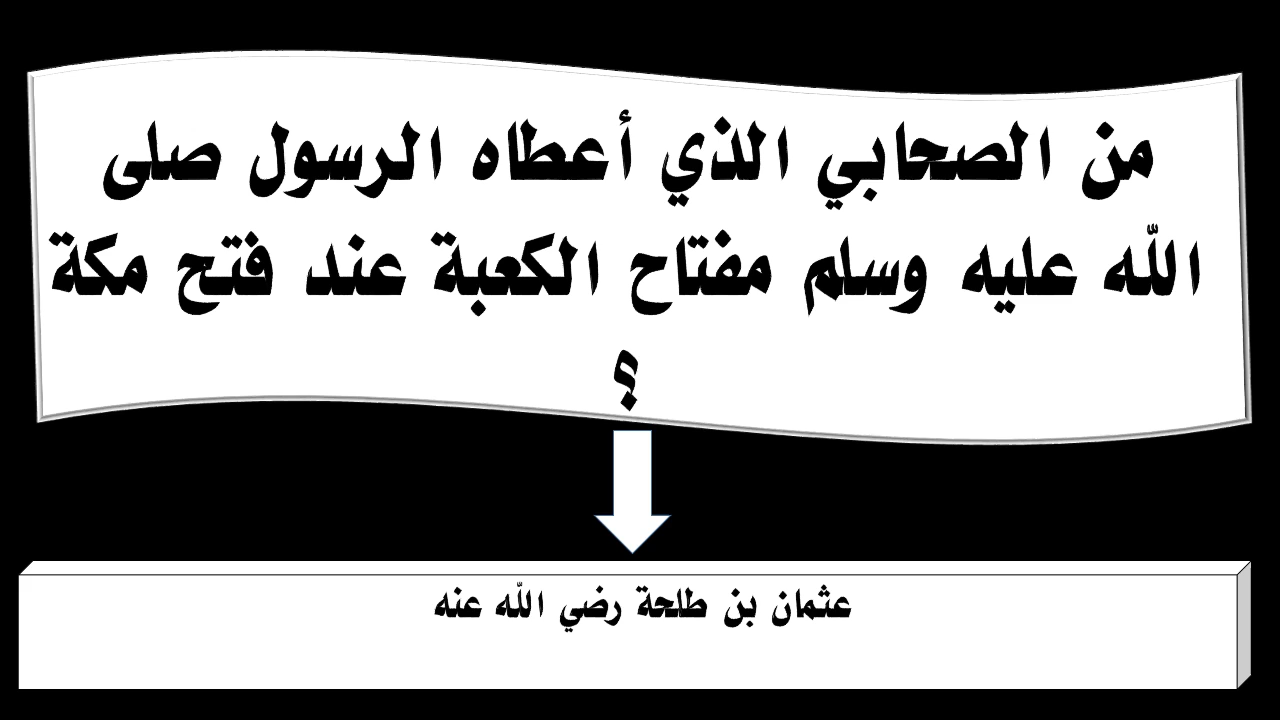 من الصحابي الذي أعطاه الرسول صلى
الله عليه وسلم مفتاح الكعبة عند فتح مكة
؟
عثمان بن طلحة رضي الله عنه